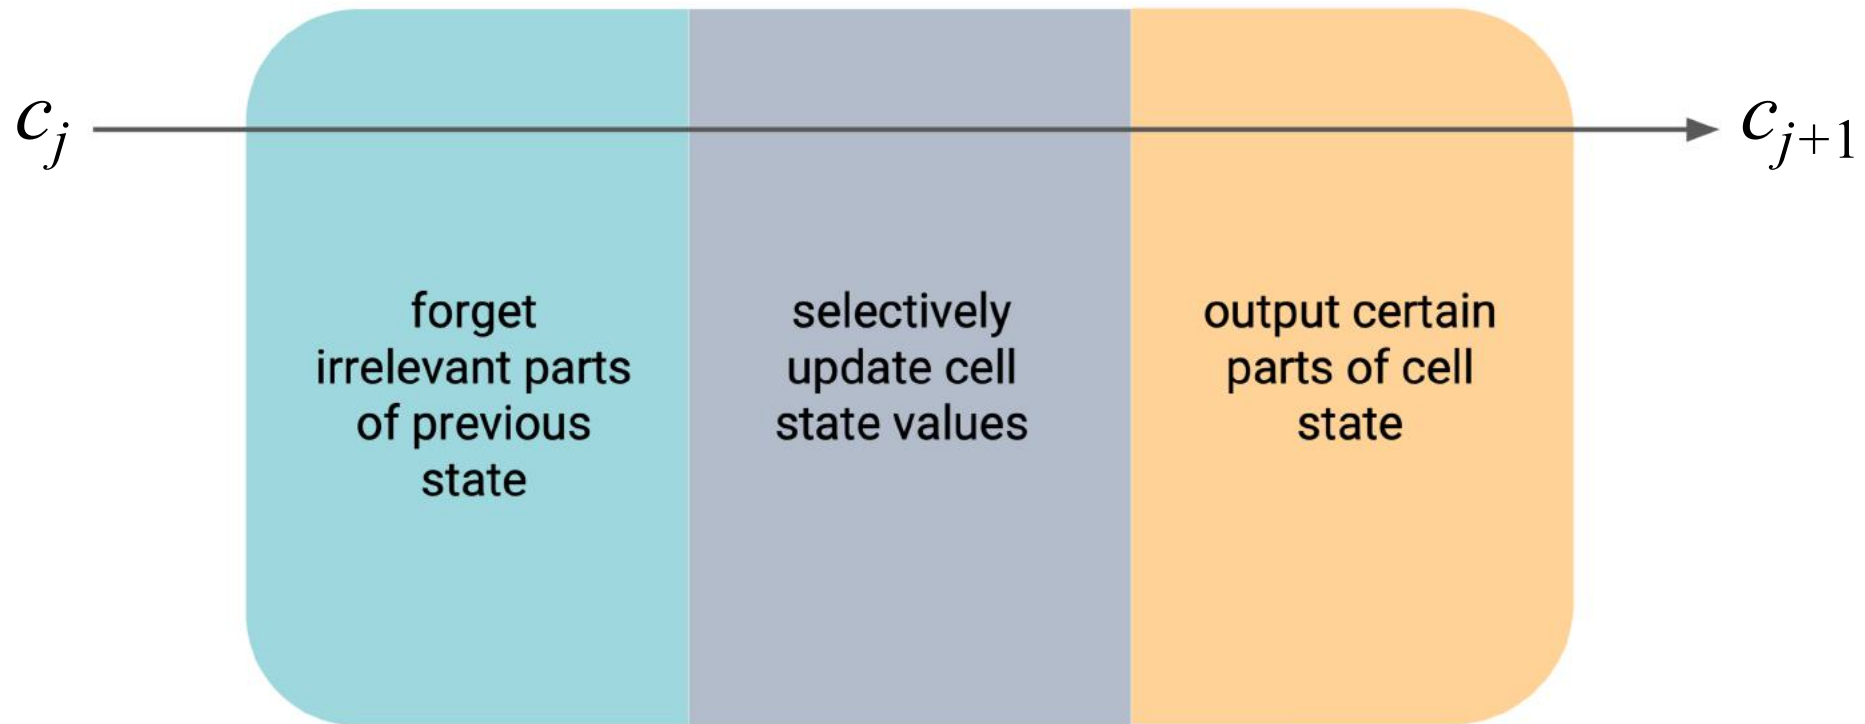 c_j
c_{j+1}
forget
irrelevant parts
of previous
state
selectively
update cell
state values
output certain
parts of cell
state